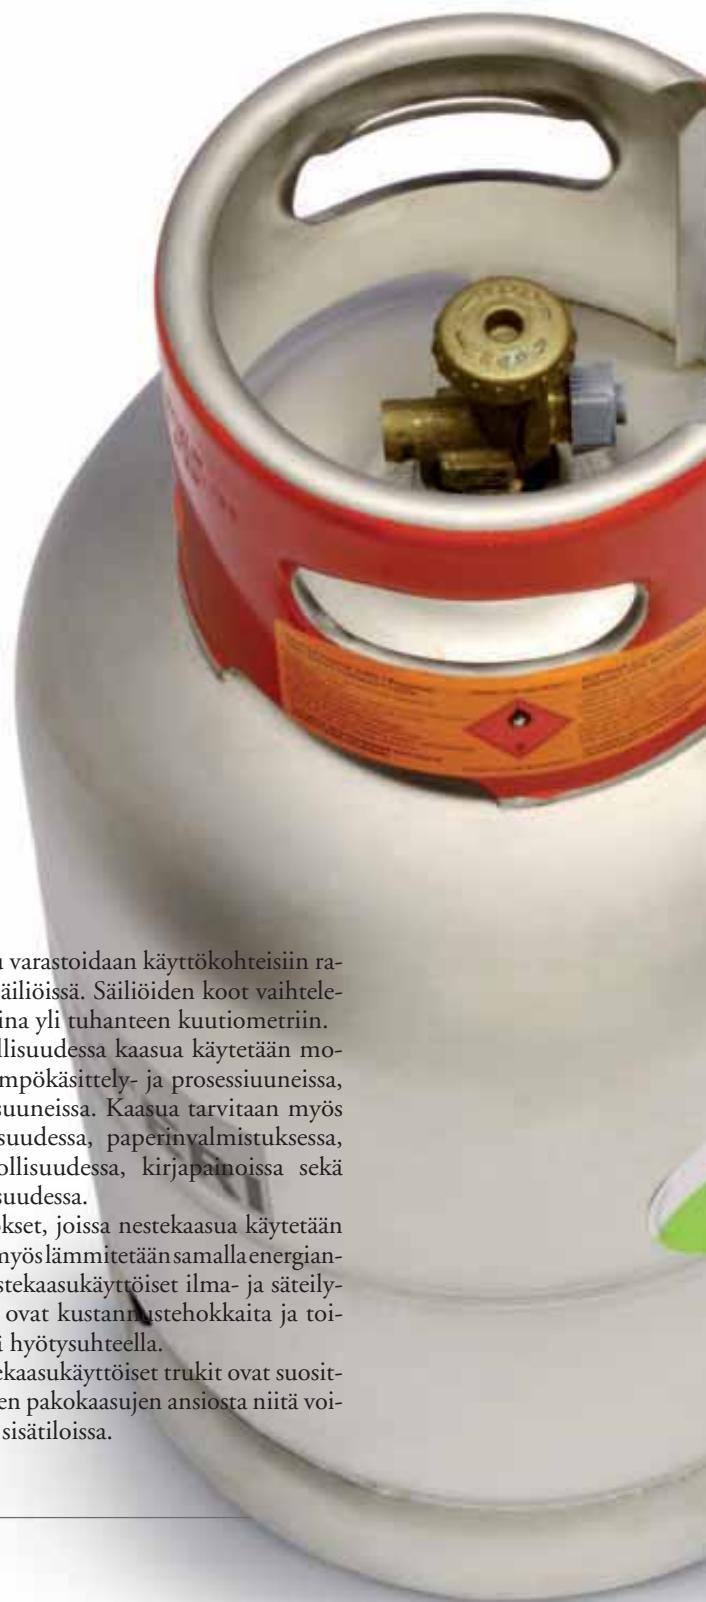 varastoidaan käyttökohteisiin ra-
äiliöissä. Säiliöiden koot vaihtele-
ina yli tuhanteen kuutiometriin.
llisuudessa kaasua käytetään mo-
mpökäsittely- ja prosessiuuneissa,
suuneissa. Kaasua tarvitaan myös
suudessa, paperinvalmistuksessa,
ollisuudessa, kirjapainoissa sekä
suudessa.
kset, joissa nestekaasua käytetään
myös lämmitetään samalla energian-
stekaasukäyttöiset ilma- ja säteily-
ovat kustannustehokkaita ja toi-
i hyötysuhteella.
ekaasukäyttöiset trukit ovat suosit-
en pakokaasujen ansiosta niitä voi-
sisätiloissa.